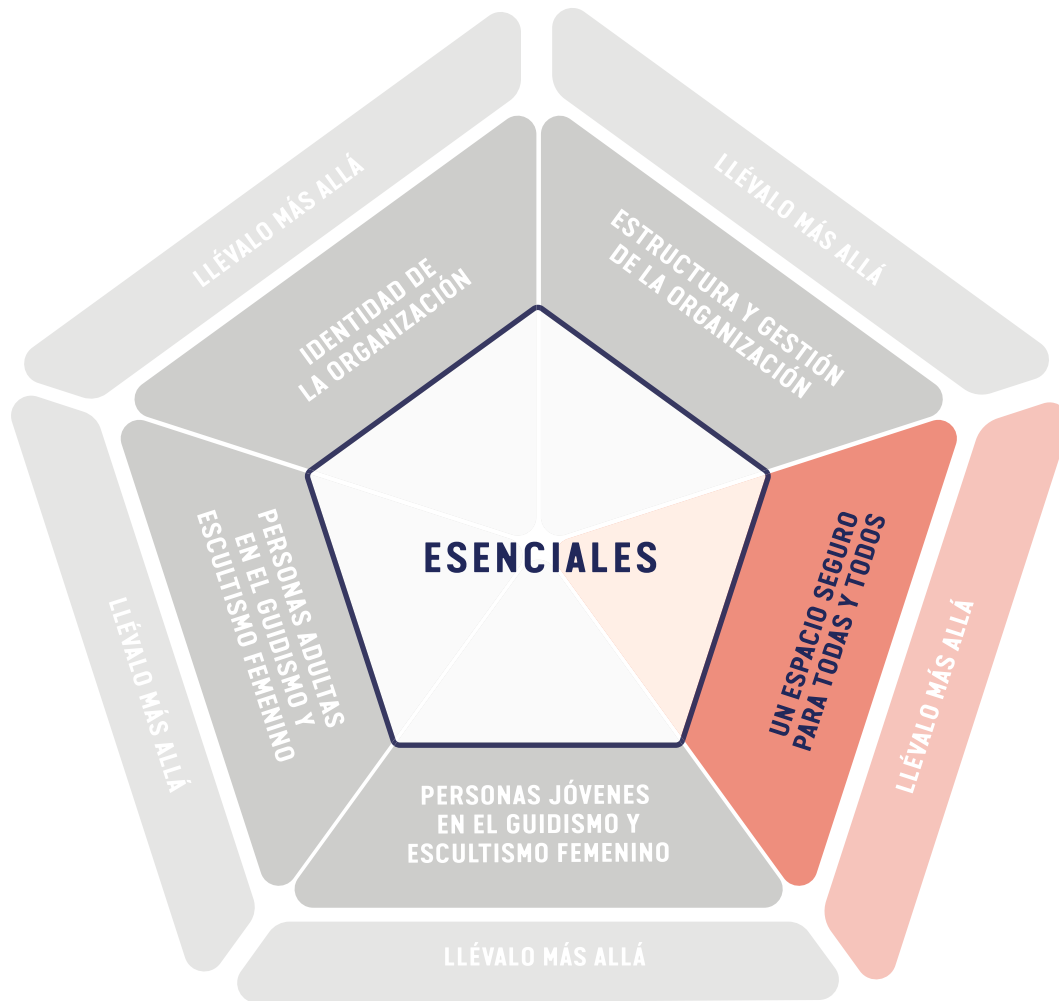 LLÉVALO MÁS ALLÁ
LLÉVALO MÁS ALLÁ
IDENTIDAD DE
LA ORGANIZACIÓN
ESTRUCTURA Y GESTIÓN
DE LA ORGANIZACIÓN
ESENCIALES
PERSONAS ADULTAS
EN EL GUIDISMO Y
ESCULTISMO FEMENINO
UN ESPACIO SEGURO
PARA TODAS Y TODOS
LLÉVALO MÁS ALLÁ
LLÉVALO MÁS ALLÁ
PERSONAS JÓVENES
EN EL GUIDISMO Y
ESCULTISMO FEMENINO
LLÉVALO MÁS ALLÁ